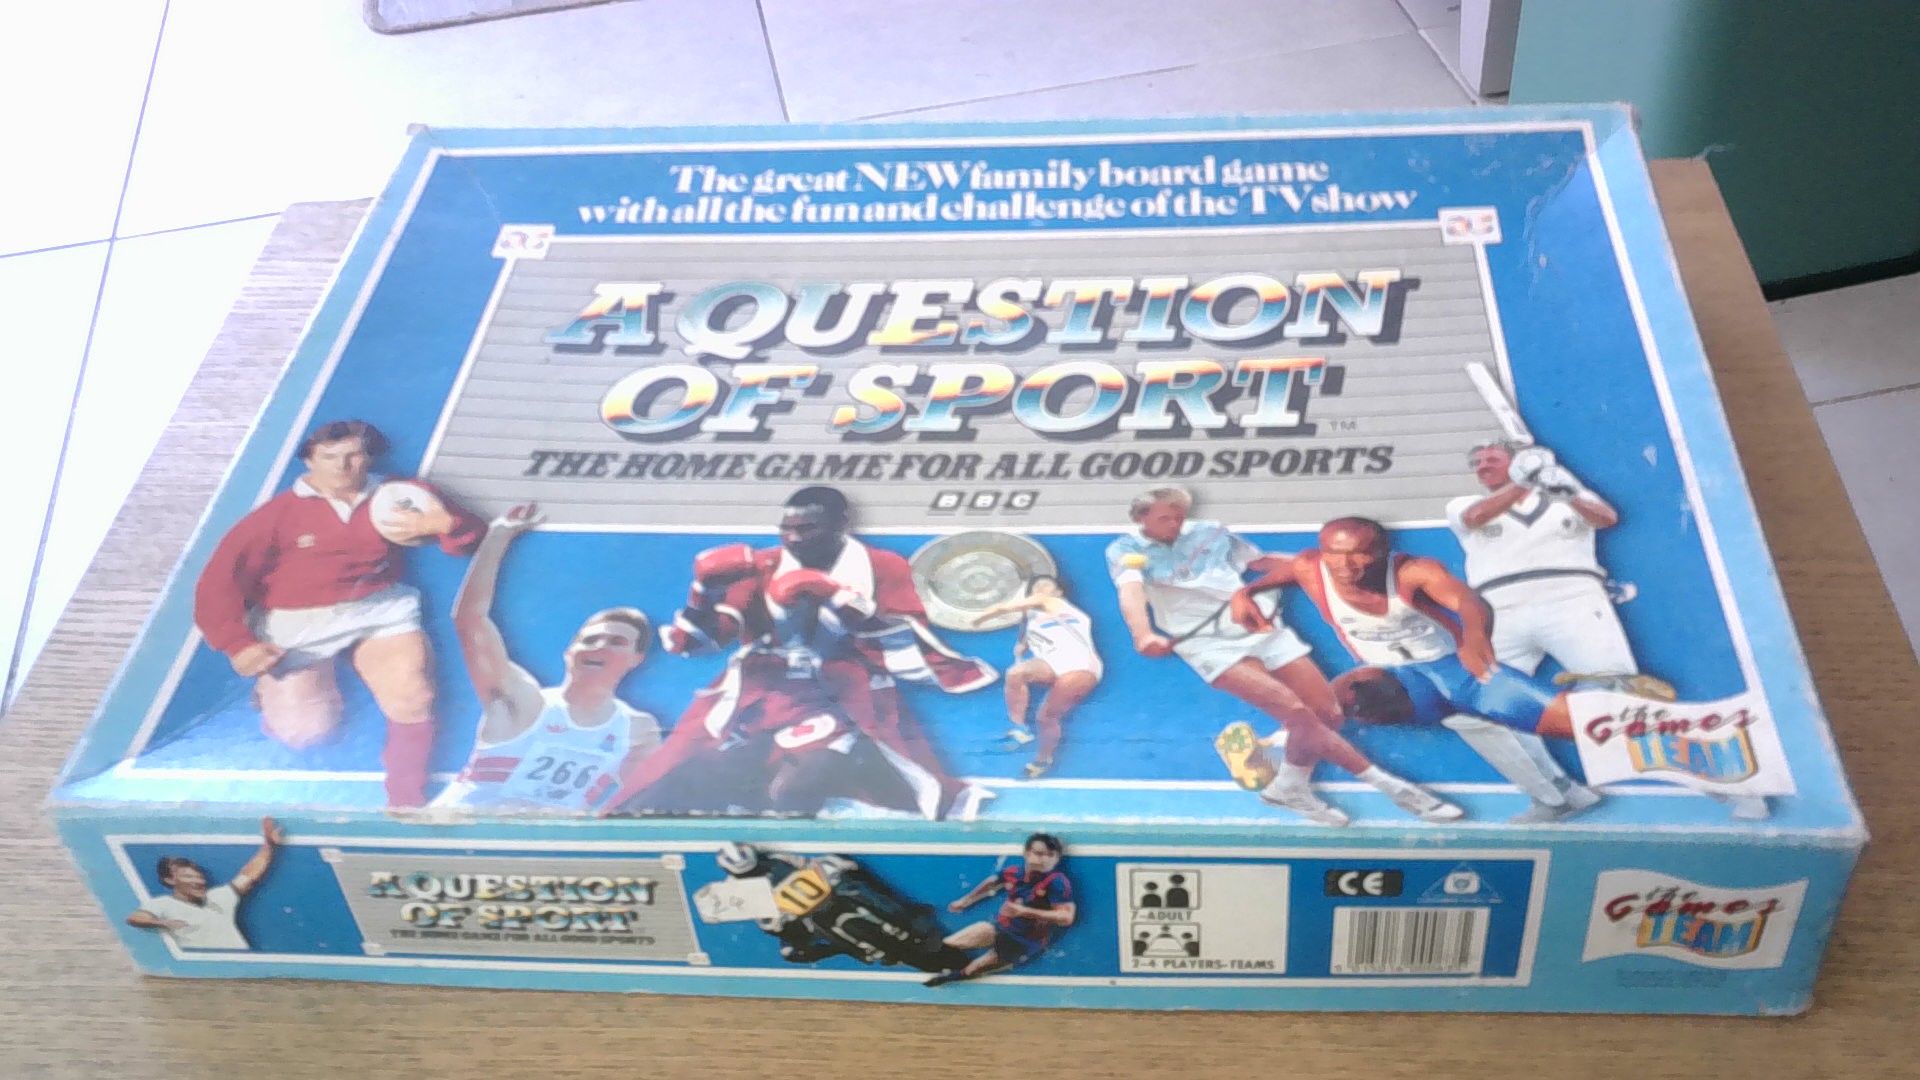 The great NEW family board game
with all the fun and challenge of the TV show
A QUESTION
OF SPORT
TM
THE HOME GAME FOR ALL GOOD SPORTS
BBC
266
1
the
Games
TEAM
A QUESTION
OF SPORT
THE HOME GAME FOR ALL GOOD SPORTS
10
7-ADULT
2-4 PLAYERS-TEAMS
CE
the
Games
TEAM